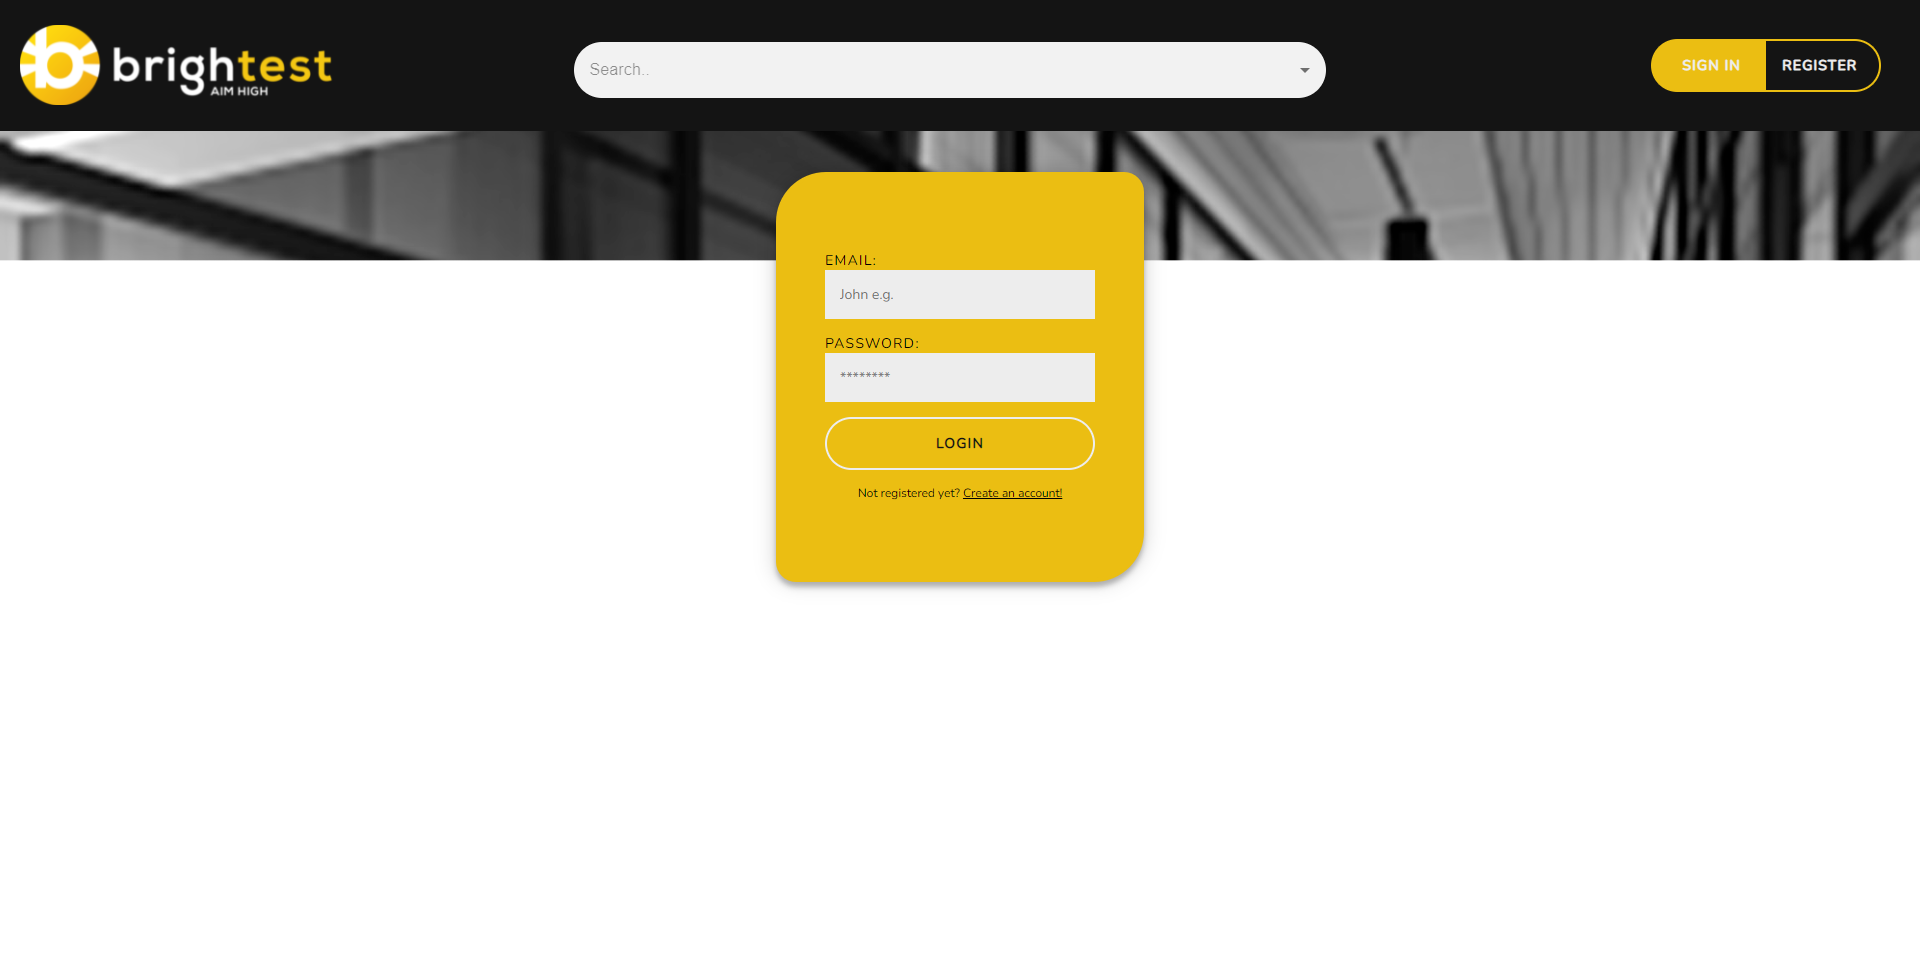 brightest
AIM HIGH
Search..
SIGN IN
REGISTER
EMAIL:
John e.g.
PASSWORD:
********
LOGIN
Not registered yet? Create an account!